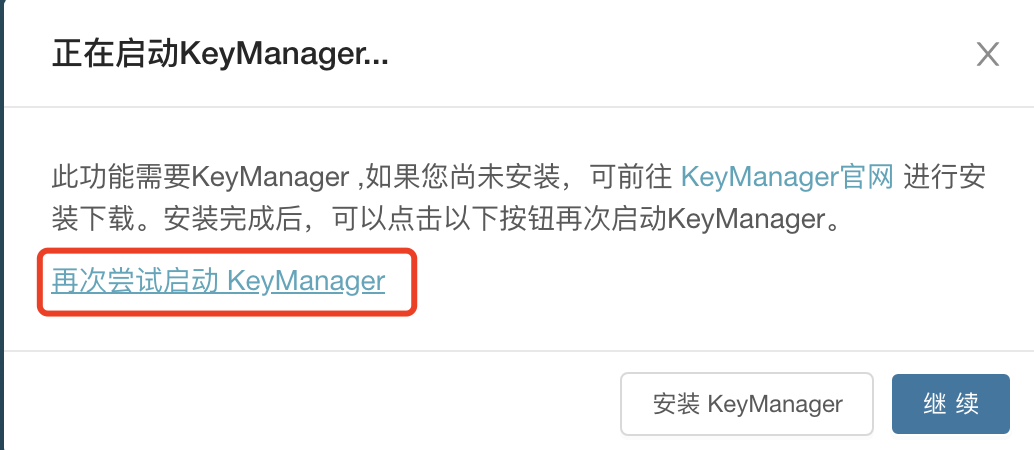 正在启动KeyManager...
此功能需要KeyManager ,如果您尚未安装，可前往 KeyManager官网 进行安
装下载。安装完成后，可以点击以下按钮再次启动KeyManager。
再次尝试启动 KeyManager
安装 KeyManager
继 续